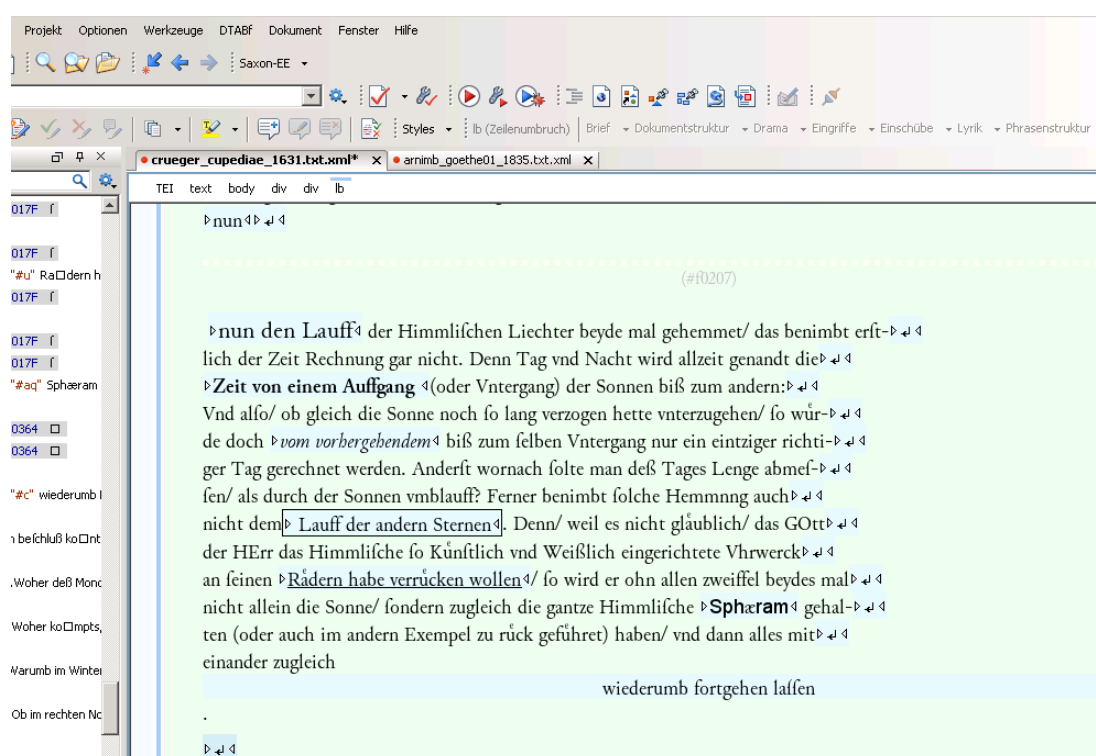 Projekt Optionen Werkzeuge DTABf Dokument Fenster Hilfe
Saxon-EE
Styles lb (Zeilenumbruch) Brief Dokumentstruktur Drama Eingriffe Einschübe Lyrik Phrasenstruktur
crueger_cupediae_1631.txt.xml* arnimb_goethe01_1835.txt.xml
TEI text body div div lb
017F ſ
017F ſ
"#u" Ra□dern h
017F ſ
017F ſ
017F ſ
"#aq" Sphæram
0364 □
0364 □
"#c" wiederumb
beſchluß ko□nt
.Woher deß Mond
Woher ko□mpts,
Warumb im Winter
Ob im rechten No
nun
(#f0207)
nun den Lauff der Himmliſchen Liechter beyde mal gehemmet/ das benimbt erſt-
lich der Zeit Rechnung gar nicht. Denn Tag vnd Nacht wird allzeit genandt die
Zeit von einem Auffgang (oder Vntergang) der Sonnen biß zum andern:
Vnd alſo/ ob gleich die Sonne noch ſo lang verzogen hette vnterzugehen/ ſo wuͤr-
de doch vom vorhergehendem biß zum ſelben Vntergang nur ein eintziger richti-
ger Tag gerechnet werden. Anderſt wornach ſolte man deß Tages Lenge abmeſ-
ſen/ als durch der Sonnen vmblauff? Ferner benimbt ſolche Hemmnng auch
nicht dem Lauff der andern Sternen. Denn/ weil es nicht glaͤublich/ das GOtt
der HErr das Himmliſche ſo Kuͤnſtlich vnd Weißlich eingerichtete Vhrwerck
an ſeinen Raͤdern habe verruͤcken wollen/ ſo wird er ohn allen zweiffel beydes mal
nicht allein die Sonne/ ſondern zugleich die gantze Himmliſche Sphæram gehal-
ten (oder auch im andern Exempel zu ruͤck gefuͤhret) haben/ vnd dann alles mit
einander zugleich
wiederumb fortgehen laſſen
.